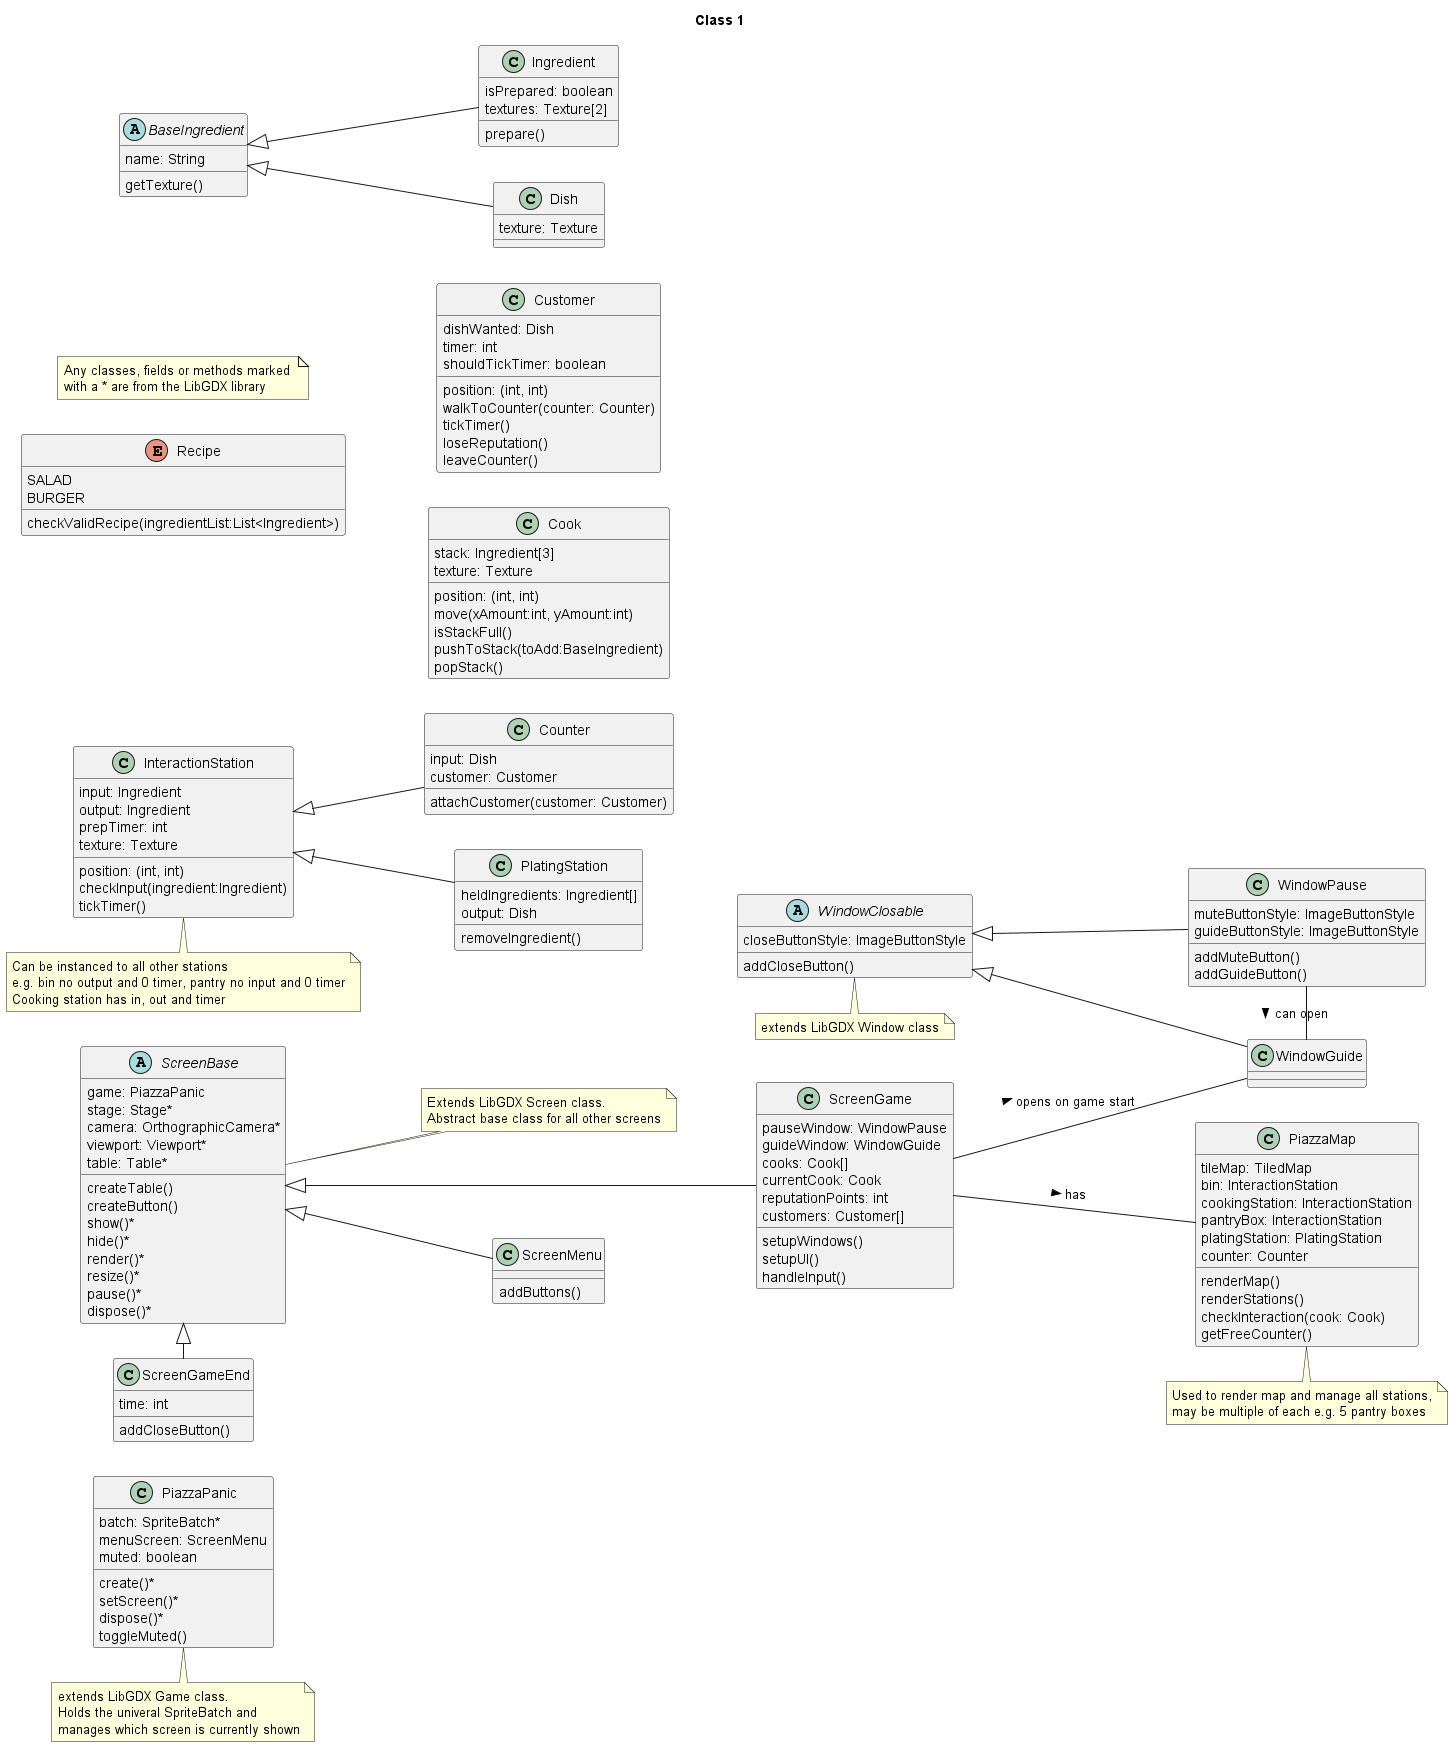 Class 1
A BaseIngredient
name: String
getTexture()
C Ingredient
isPrepared: boolean
textures: Texture[2]
prepare()
C Dish
texture: Texture
Any classes, fields or methods marked
with a * are from the LibGDX library
C Customer
dishWanted: Dish
timer: int
shouldTickTimer: boolean
position: (int, int)
walkToCounter(counter: Counter)
tickTimer()
loseReputation()
leaveCounter()
E Recipe
SALAD
BURGER
checkValidRecipe(ingredientList:List<Ingredient>)
C Cook
stack: Ingredient[3]
texture: Texture
position: (int, int)
move(xAmount:int, yAmount:int)
isStackFull()
pushToStack(toAdd:BaseIngredient)
popStack()
C InteractionStation
input: Ingredient
output: Ingredient
prepTimer: int
texture: Texture
position: (int, int)
checkInput(ingredient:Ingredient)
tickTimer()
Can be instanced to all other stations
e.g. bin no output and 0 timer, pantry no input and 0 timer
Cooking station has in, out and timer
C Counter
input: Dish
customer: Customer
attachCustomer(customer: Customer)
C PlatingStation
heldIngredients: Ingredient[]
output: Dish
removeIngredient()
A WindowClosable
closeButtonStyle: ImageButtonStyle
addCloseButton()
extends LibGDX Window class
C WindowPause
muteButtonStyle: ImageButtonStyle
guideButtonStyle: ImageButtonStyle
addMuteButton()
addGuideButton()
can open
C WindowGuide
A ScreenBase
game: PiazzaPanic
stage: Stage*
camera: OrthographicCamera*
viewport: Viewport*
table: Table*
createTable()
createButton()
show()*
hide()*
render()*
resize()*
pause()*
dispose()*
Extends LibGDX Screen class.
Abstract base class for all other screens
C ScreenMenu
addButtons()
C ScreenGame
pauseWindow: WindowPause
guideWindow: WindowGuide
cooks: Cook[]
currentCook: Cook
reputationPoints: int
customers: Customer[]
setupWindows()
setupUI()
handleInput()
opens on game start
has
C PiazzaMap
tileMap: TiledMap
bin: InteractionStation
cookingStation: InteractionStation
pantryBox: InteractionStation
platingStation: PlatingStation
counter: Counter
renderMap()
renderStations()
checkInteraction(cook: Cook)
getFreeCounter()
Used to render map and manage all stations,
may be multiple of each e.g. 5 pantry boxes
C ScreenGameEnd
time: int
addCloseButton()
C PiazzaPanic
batch: SpriteBatch*
menuScreen: ScreenMenu
muted: boolean
create()*
setScreen()*
dispose()*
toggleMuted()
extends LibGDX Game class.
Holds the univeral SpriteBatch and
manages which screen is currently shown